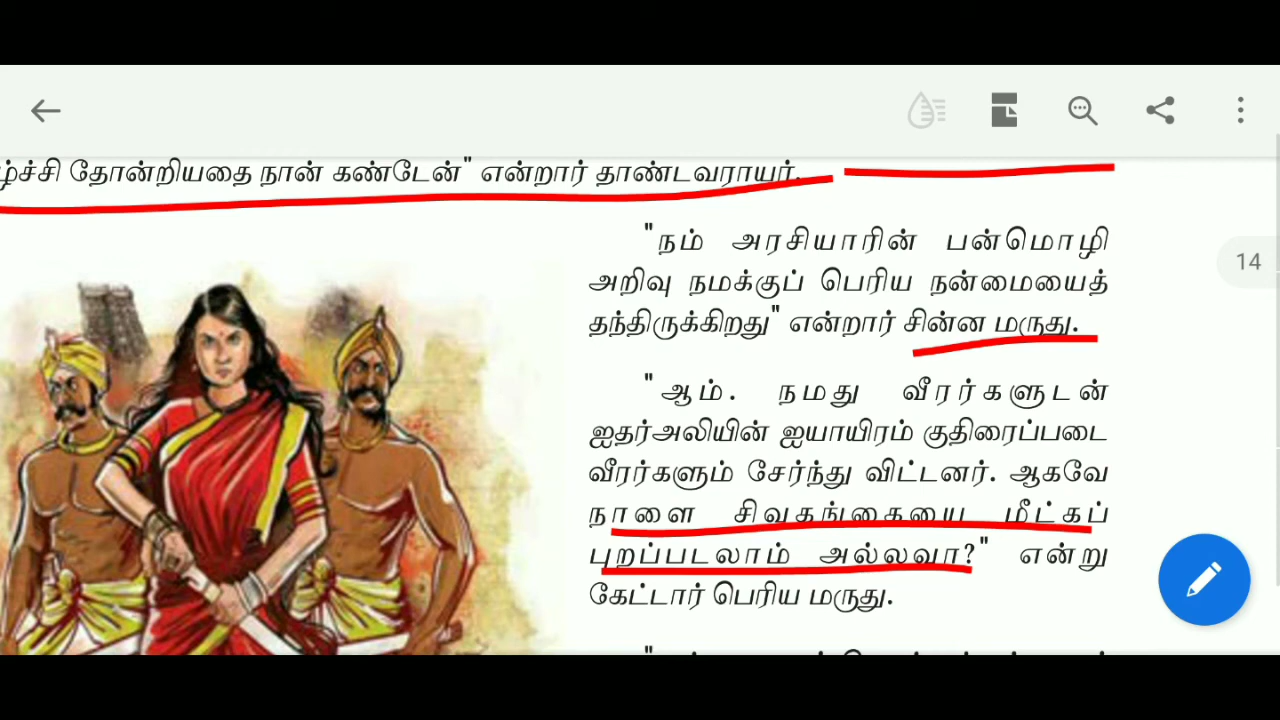 தோன்றியதை நான் கண்டேன்" என்றார் தாண்டவராயர்.
"நம் அரசியாரின் பன்மொழி
அறிவு நமக்குப் பெரிய நன்மையைத்
தந்திருக்கிறது" என்றார் சின்ன மருது.
"ஆம். நமது வீரர்களுடன்
ஐதர்அலியின் ஐயாயிரம் குதிரைப்படை
வீரர்களும் சேர்ந்து விட்டனர். ஆகவே
நாளை சிவகங்கையை மீட்கப்
புறப்படலாம் அல்லவா?" என்று
கேட்டார் பெரிய மருது.
14